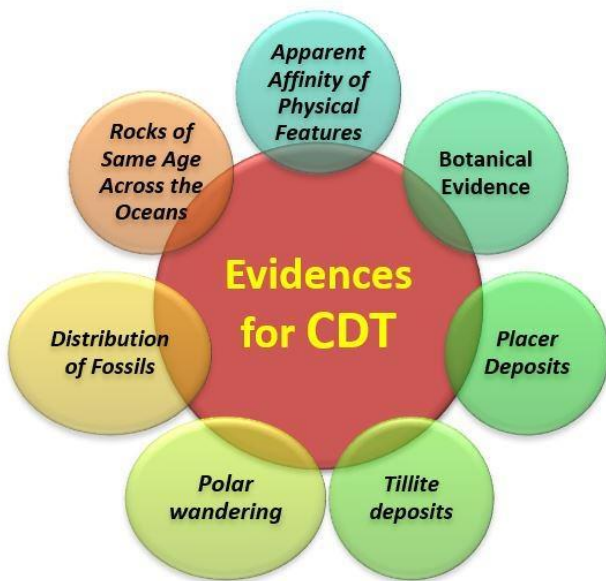 Apparent
Affinity of
Physical
Features
Botanical
Evidence
Placer
Deposits
Tillite
deposits
Polar
wandering
Distribution
of Fossils
Rocks of
Same Age
Across the
Oceans
Evidences
for CDT